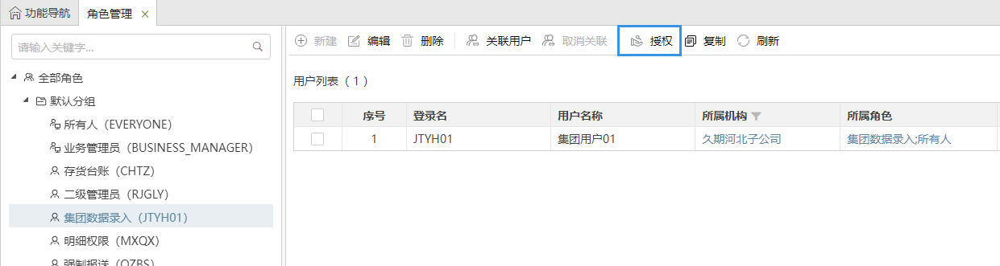 功能导航 角色管理 ×
请输入关键字...
新建 编辑 删除 关联用户 取消关联 授权 复制 刷新
全部角色
默认分组
所有人（EVERYONE）
业务管理员（BUSINESS_MANAGER）
存货台账（CHTZ）
二级管理员（RJGLY）
集团数据录入（JTYH01）
明细权限（MXQX）
强制报送（QZBS）
用户列表（ 1 ）
序号 登录名 用户名称 所属机构 所属角色
1 JTYH01 集团用户01 久期河北子公司 集团数据录入;所有人